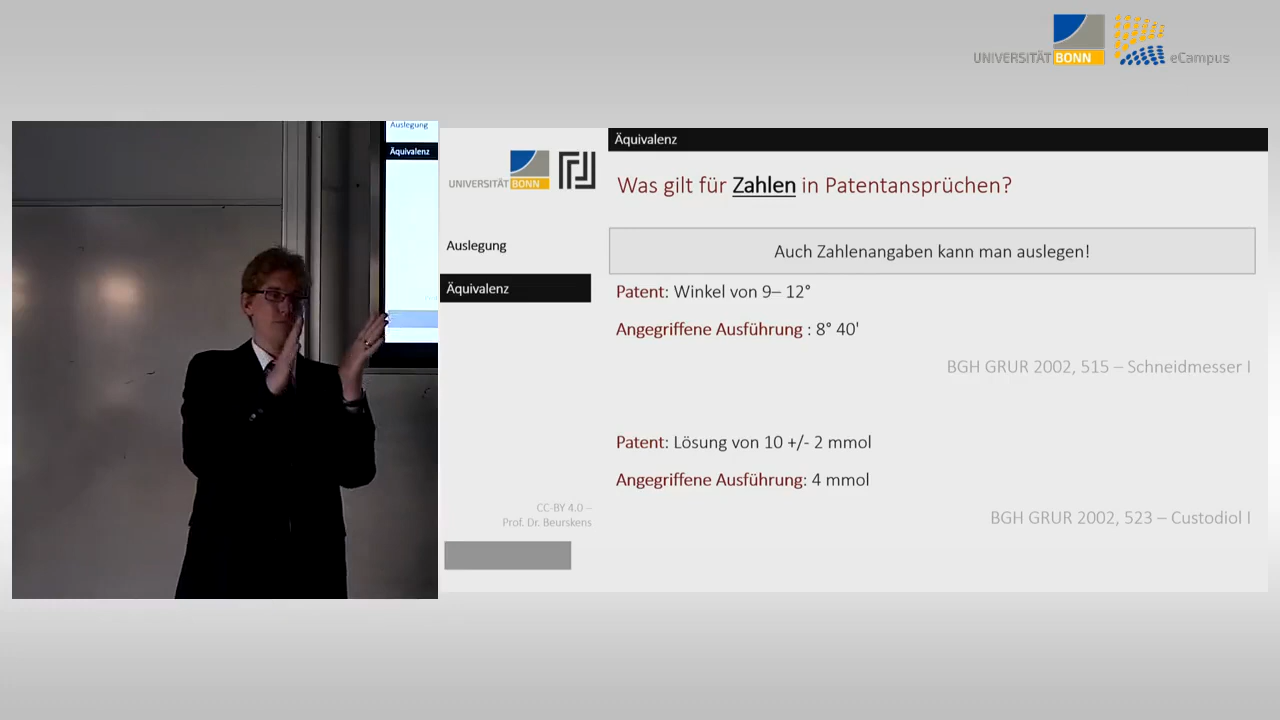 UNIVERSITÄT BONN eCampus
Auslegung
Äquivalenz
UNIVERSITÄT BONN
Auslegung
Äquivalenz
CC-BY 4.0 –
Prof. Dr. Beurskens
Äquivalenz
Was gilt für Zahlen in Patentansprüchen?
Auch Zahlenangaben kann man auslegen!
Patent: Winkel von 9– 12°
Angegriffene Ausführung : 8° 40'
BGH GRUR 2002, 515 – Schneidmesser I
Patent: Lösung von 10 +/- 2 mmol
Angegriffene Ausführung: 4 mmol
BGH GRUR 2002, 523 – Custodiol I